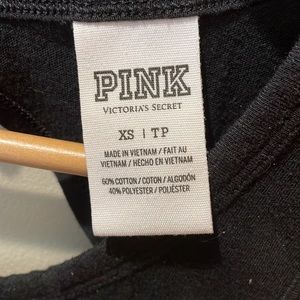 PINK
VICTORIA'S SECRET
XS | TP
MADE IN VIETNAM / FAIT AU
VIETNAM / HECHO EN VIETNAM
60% COTTON / COTON / ALGODÓN
40% POLYESTER / POLIÉSTER